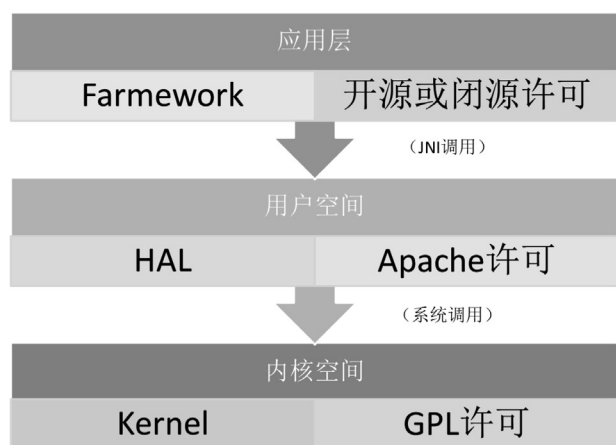 应用层
Farmework 开源或闭源许可
（JNI调用）
用户空间
HAL Apache许可
（系统调用）
内核空间
Kernel GPL许可